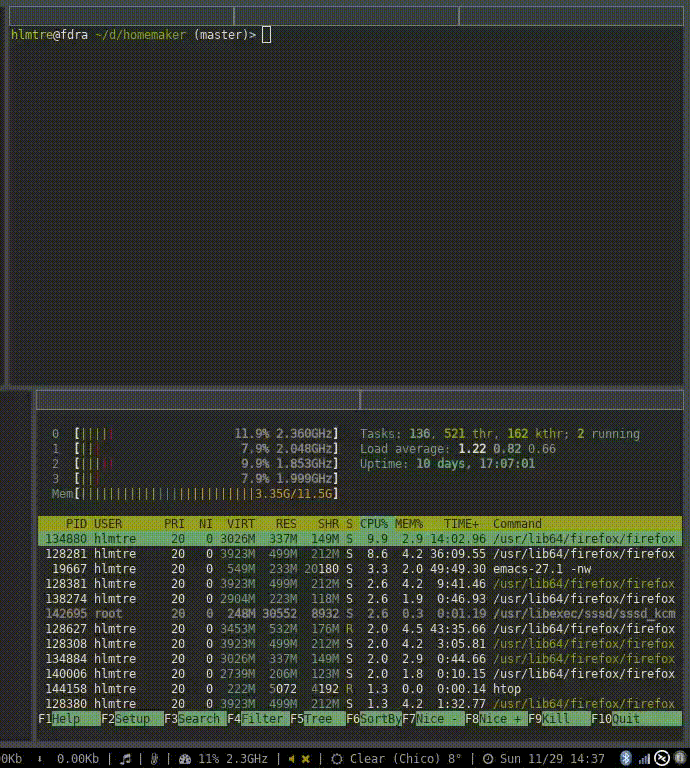 hlmtre@fdra ~/d/homemaker (master)>
0 [||||| 11.9% 2.360GHz] Tasks: 136, 521 thr, 162 kthr; 2 running
1 [||| 7.9% 2.048GHz] Load average: 1.22 0.82 0.66
2 [||||| 9.9% 1.853GHz] Uptime: 10 days, 17:07:01
3 [||| 7.9% 1.999GHz]
Mem[|||||||||||||||||||||||||3.35G/11.5G]
PID USER PRI NI VIRT RES SHR S CPU% MEM% TIME+ Command
134880 hlmtre 20 0 3026M 337M 149M S 9.9 2.9 14:02.96 /usr/lib64/firefox/firefox
128281 hlmtre 20 0 3923M 499M 212M S 8.6 4.2 36:09.55 /usr/lib64/firefox/firefox
19667 hlmtre 20 0 549M 233M 20180 S 3.3 2.0 49:49.30 emacs-27.1 -nw
128381 hlmtre 20 0 3923M 499M 212M S 2.6 4.2 9:41.46 /usr/lib64/firefox/firefox
138274 hlmtre 20 0 2904M 223M 118M S 2.6 1.9 0:46.93 /usr/lib64/firefox/firefox
142695 root 20 0 248M 30552 8932 S 2.6 0.3 0:01.19 /usr/libexec/sssd/sssd_kcm
128627 hlmtre 20 0 3453M 532M 176M R 2.0 4.5 43:35.66 /usr/lib64/firefox/firefox
128308 hlmtre 20 0 3923M 499M 212M S 2.0 4.2 3:05.81 /usr/lib64/firefox/firefox
134884 hlmtre 20 0 3026M 337M 149M S 2.0 2.9 0:44.66 /usr/lib64/firefox/firefox
140006 hlmtre 20 0 2739M 206M 123M S 2.0 1.8 0:10.15 /usr/lib64/firefox/firefox
144158 hlmtre 20 0 222M 5072 4192 R 1.3 0.0 0:00.14 htop
128380 hlmtre 20 0 3923M 499M 212M S 1.3 4.2 1:32.77 /usr/lib64/firefox/firefox
F1Help F2Setup F3Search F4Filter F5Tree F6SortByF7Nice - F8Nice + F9Kill F10Quit
0Kb 0.00Kb | | | 11% 2.3GHz | | Clear (Chico) 8° | Sun 11/29 14:37